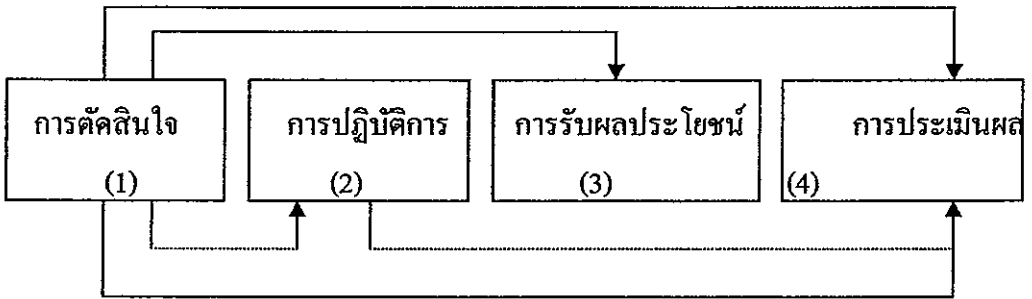 การตัดสินใจ การปฏิบัติการ การรับผลประโยชน์ การประเมินผล
(1) (2) (3) (4)